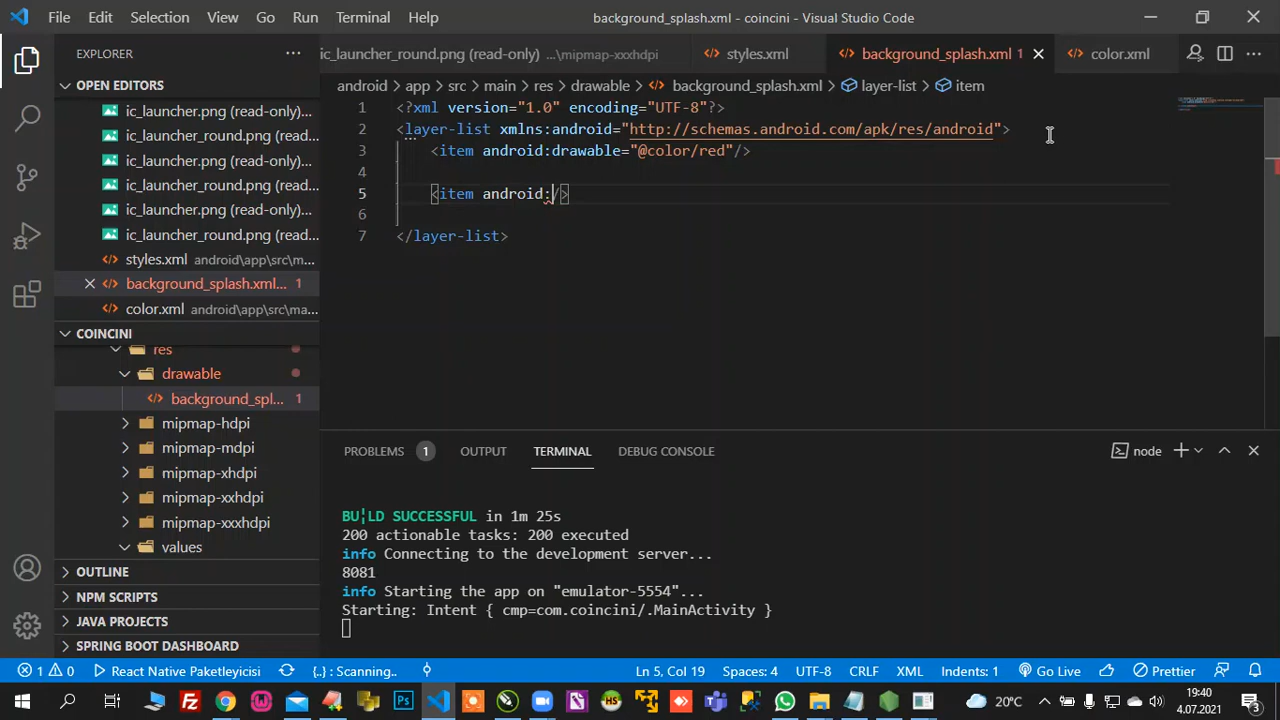 File Edit Selection View Go Run Terminal Help
background_splash.xml - coincini - Visual Studio Code
EXPLORER
OPEN EDITORS
ic_launcher.png (read-only)...
ic_launcher_round.png (read...
ic_launcher.png (read-only)...
ic_launcher_round.png (read...
ic_launcher.png (read-only)...
ic_launcher_round.png (read...
styles.xml android\app\src\ma...
background_splash.xml... 1
color.xml android\app\src\ma...
COINCINI
res
drawable
background_spl... 1
mipmap-hdpi
mipmap-mdpi
mipmap-xhdpi
mipmap-xxhdpi
mipmap-xxxhdpi
values
OUTLINE
NPM SCRIPTS
JAVA PROJECTS
SPRING BOOT DASHBOARD
ic_launcher_round.png (read-only) ...\mipmap-xxxhdpi
styles.xml
background_splash.xml 1
color.xml
android > app > src > main > res > drawable > background_splash.xml > layer-list > item
1 <?xml version="1.0" encoding="UTF-8"?>
2 <layer-list xmlns:android="http://schemas.android.com/apk/res/android">
3 <item android:drawable="@color/red"/>
4
5 <item android:/>
6
7 </layer-list>
PROBLEMS 1 OUTPUT TERMINAL DEBUG CONSOLE
node
BU¦LD SUCCESSFUL in 1m 25s
200 actionable tasks: 200 executed
info Connecting to the development server...
8081
info Starting the app on "emulator-5554"...
Starting: Intent { cmp=com.coincini/.MainActivity }
1 0 React Native Paketleyicisi {..} : Scanning.. Ln 5, Col 19 Spaces: 4 UTF-8 CRLF XML Indents: 1 Go Live Prettier
Ps
20°C
19:40
4.07.2021
3